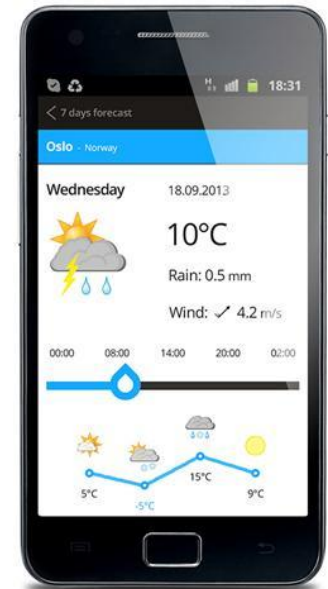 H 18:31
7 days forecast
Oslo - Norway
Wednesday 18.09.2013
10°C
Rain: 0.5 mm
Wind: 4.2 m/s
00:00 08:00 14:00 20:00 02:00
5°C -5°C 15°C 9°C